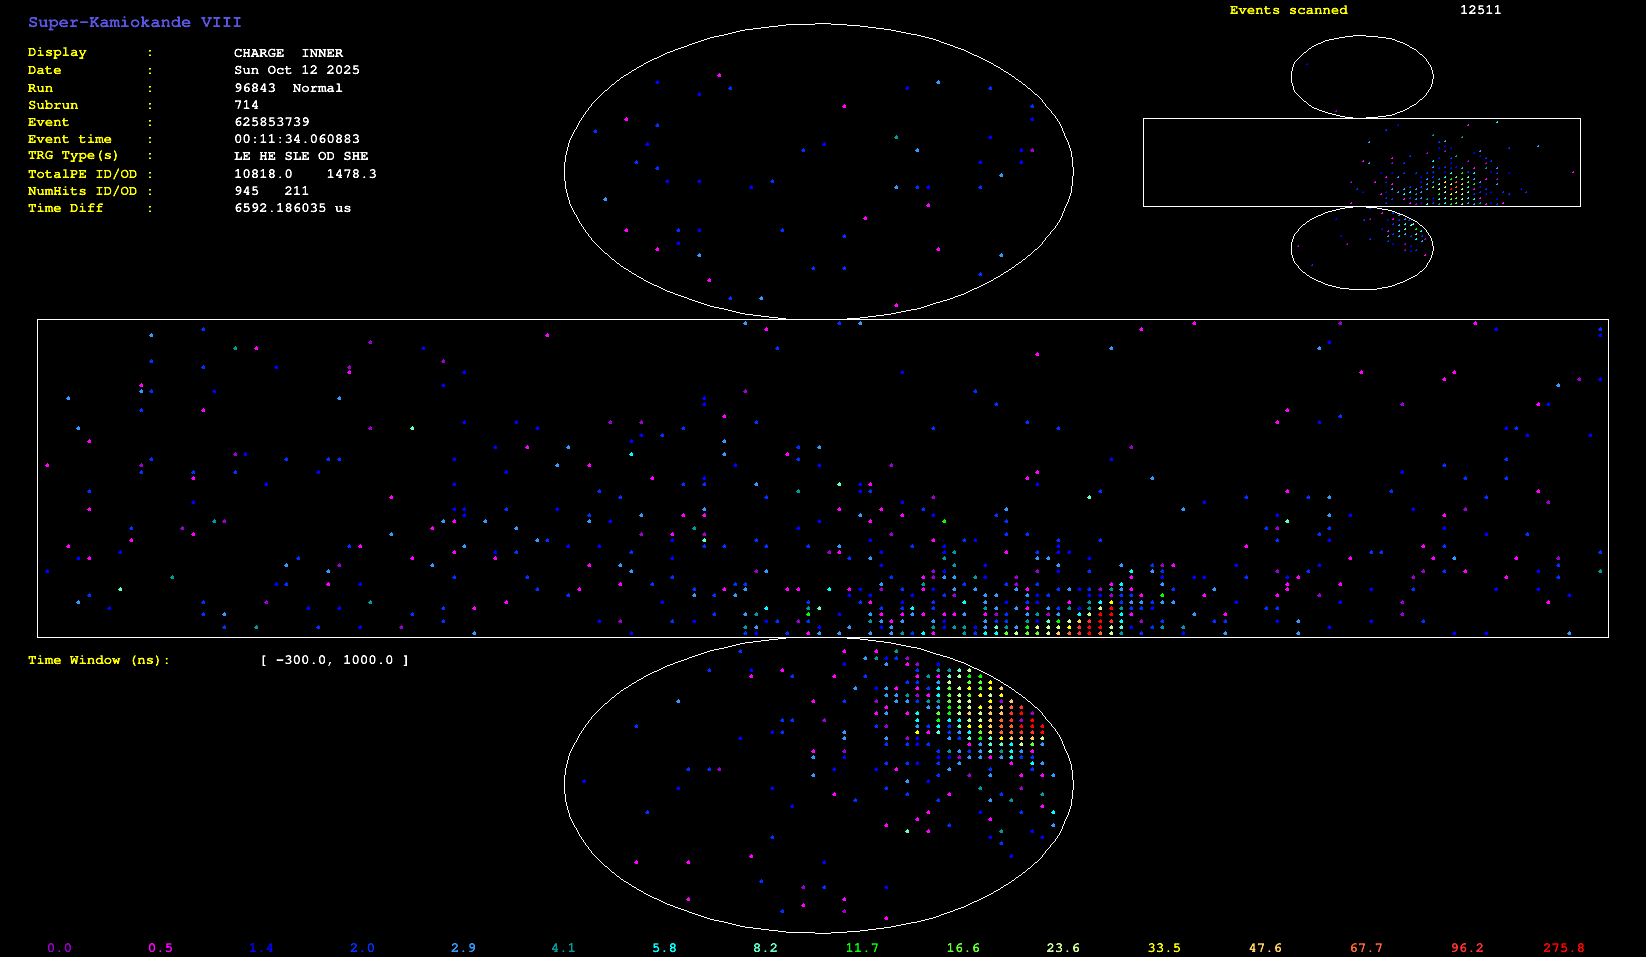 Super-Kamiokande VIII
Events scanned 12511
Display : CHARGE INNER
Date : Sun Oct 12 2025
Run : 96843 Normal
Subrun : 714
Event : 625853739
Event time : 00:11:34.060883
TRG Type(s) : LE HE SLE OD SHE
TotalPE ID/OD : 10818.0 1478.3
NumHits ID/OD : 945 211
Time Diff : 6592.186035 us
Time Window (ns): [ -300.0, 1000.0 ]
0.0 0.5 1.4 2.0 2.9 4.1 5.8 8.2 11.7 16.6 23.6 33.5 47.6 67.7 96.2 275.8